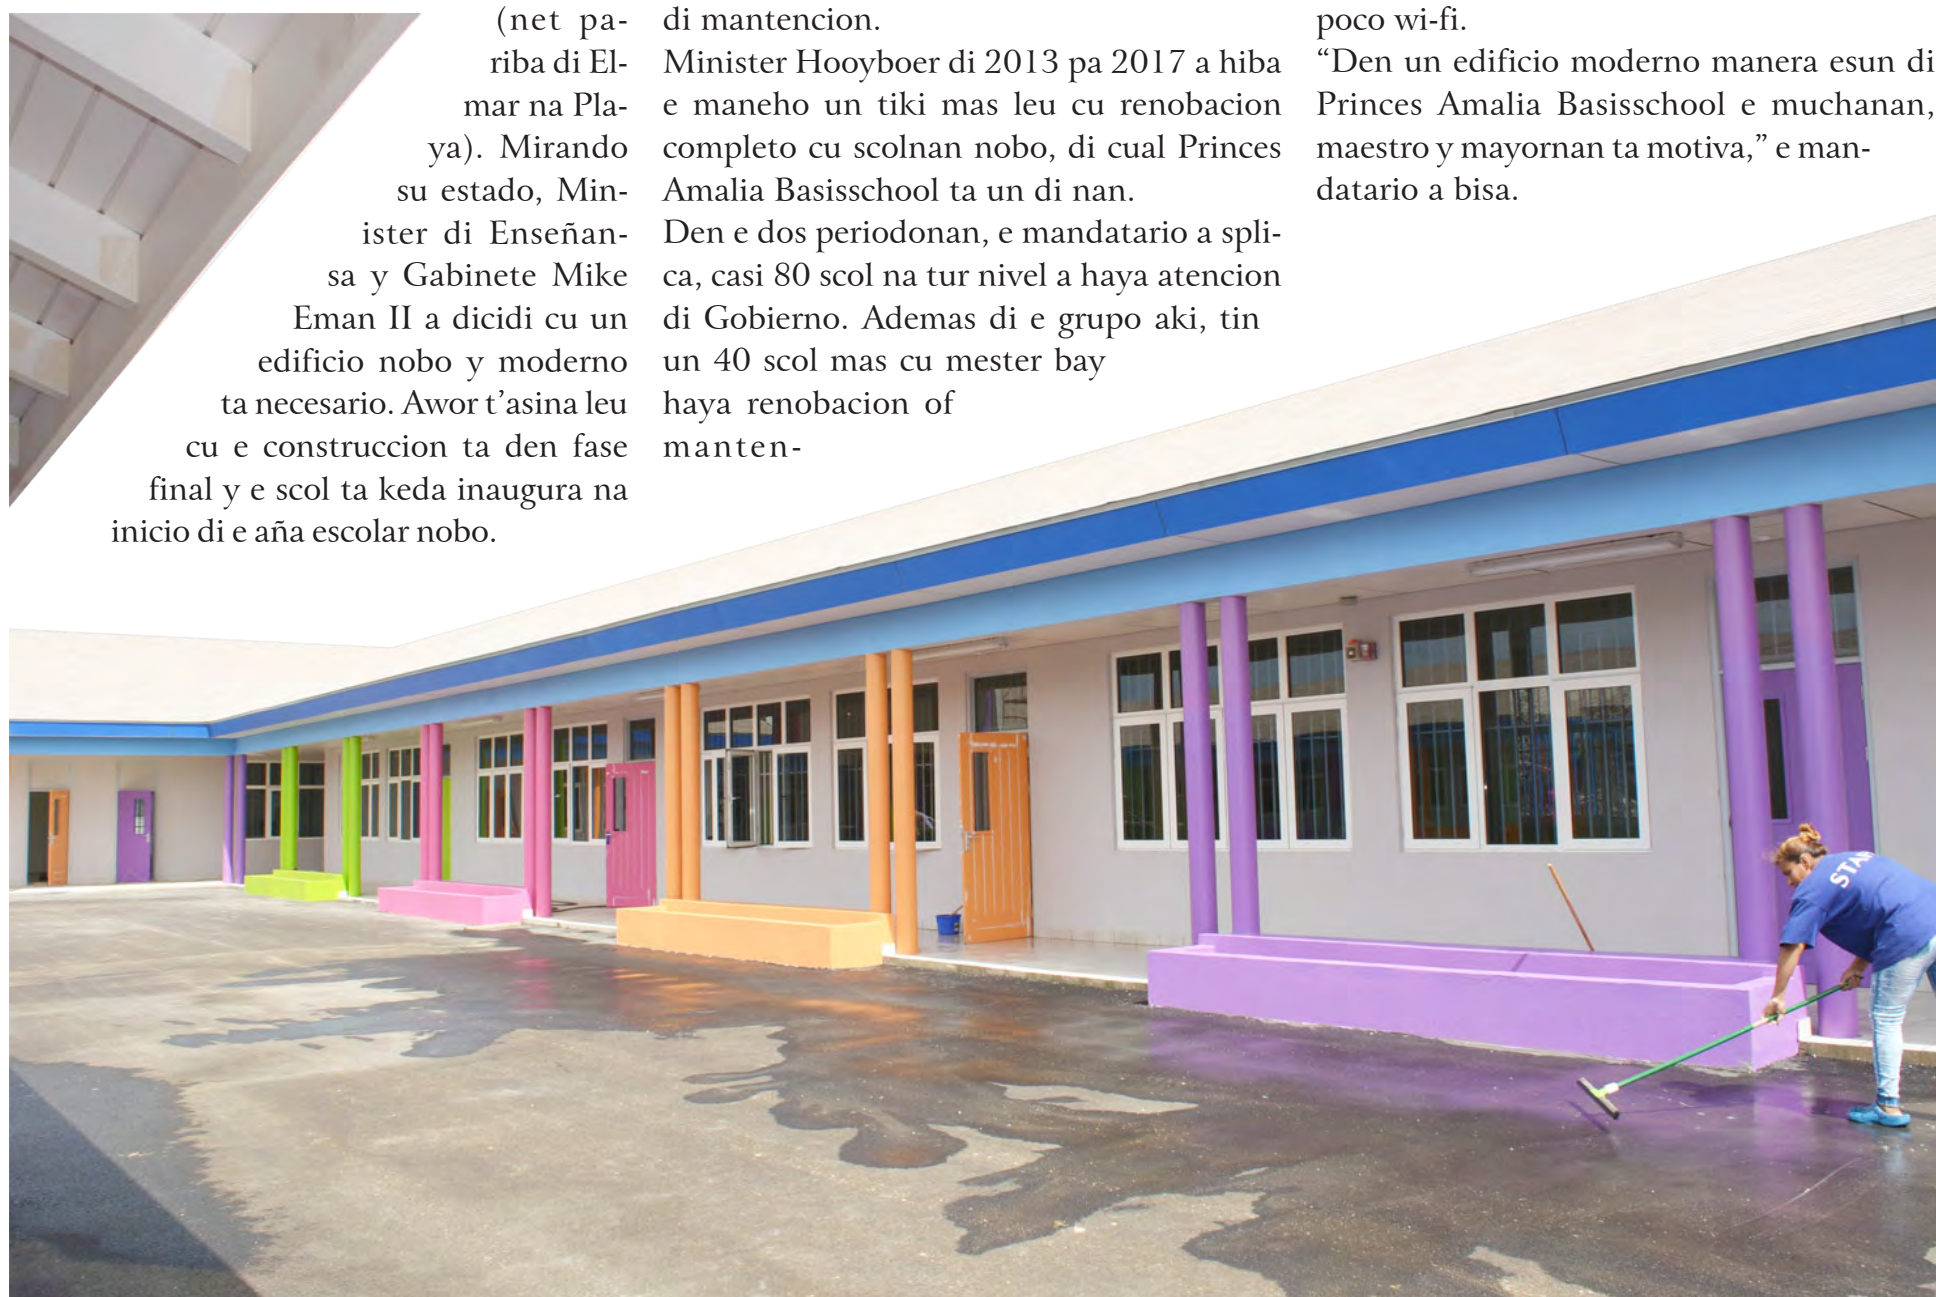 (net pa-
riba di El-
mar na Pla-
ya). Mirando
su estado, Min-
ister di Enseñan-
sa y Gabinete Mike
Eman II a dicidi cu un
edificio nobo y moderno
ta necesario. Awor t’asina leu
cu e construccion ta den fase
final y e scol ta keda inaugura na
inicio di e aña escolar nobo.
di mantencion.
Minister Hooyboer di 2013 pa 2017 a hiba
e maneho un tiki mas leu cu renobacion
completo cu scolnan nobo, di cual Princes
Amalia Basisschool ta un di nan.
Den e dos periodonan, e mandatario a spli-
ca, casi 80 scol na tur nivel a haya atencion
di Gobierno. Ademas di e grupo aki, tin
un 40 scol mas cu mester bay
haya renobacion of
manten-
poco wi-fi.
“Den un edificio moderno manera esun di
Princes Amalia Basisschool e muchanan,
maestro y mayornan ta motiva,” e man-
datario a bisa.